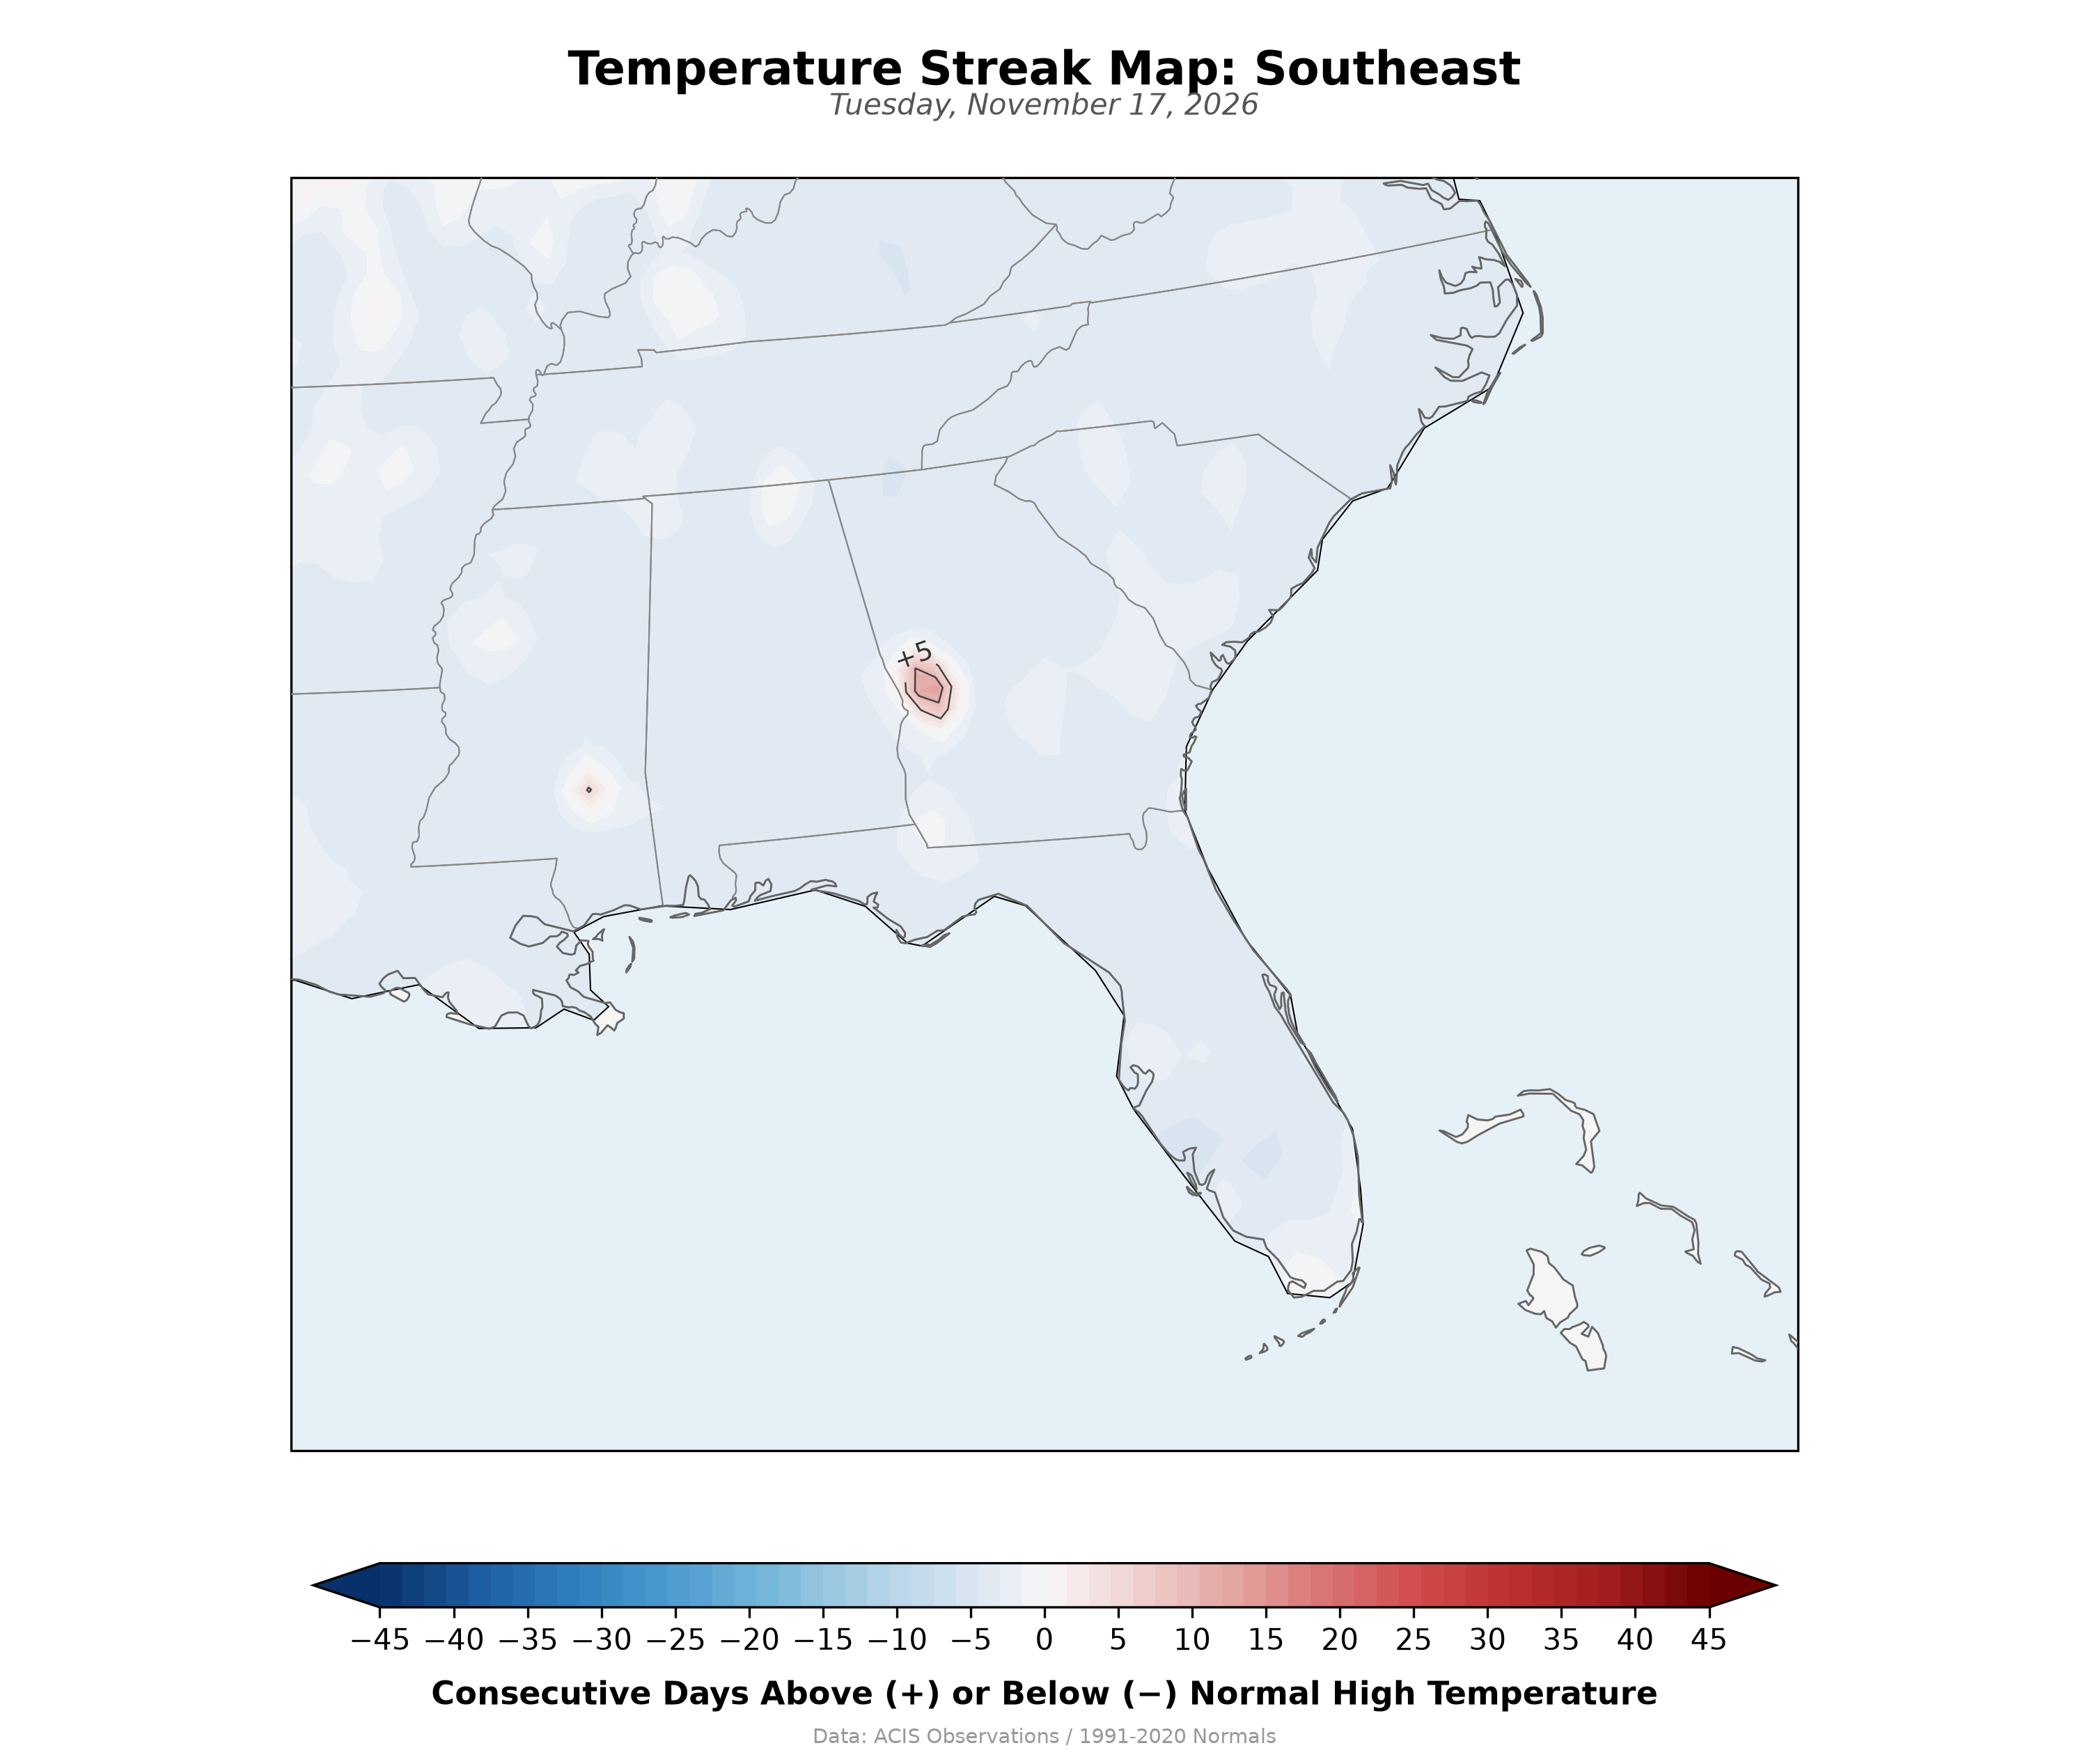 Temperature Streak Map: Southeast
Tuesday, November 17, 2026
+5
−45 −40 −35 −30 −25 −20 −15 −10 −5 0 5 10 15 20 25 30 35 40 45
Consecutive Days Above (+) or Below (−) Normal High Temperature
Data: ACIS Observations / 1991-2020 Normals